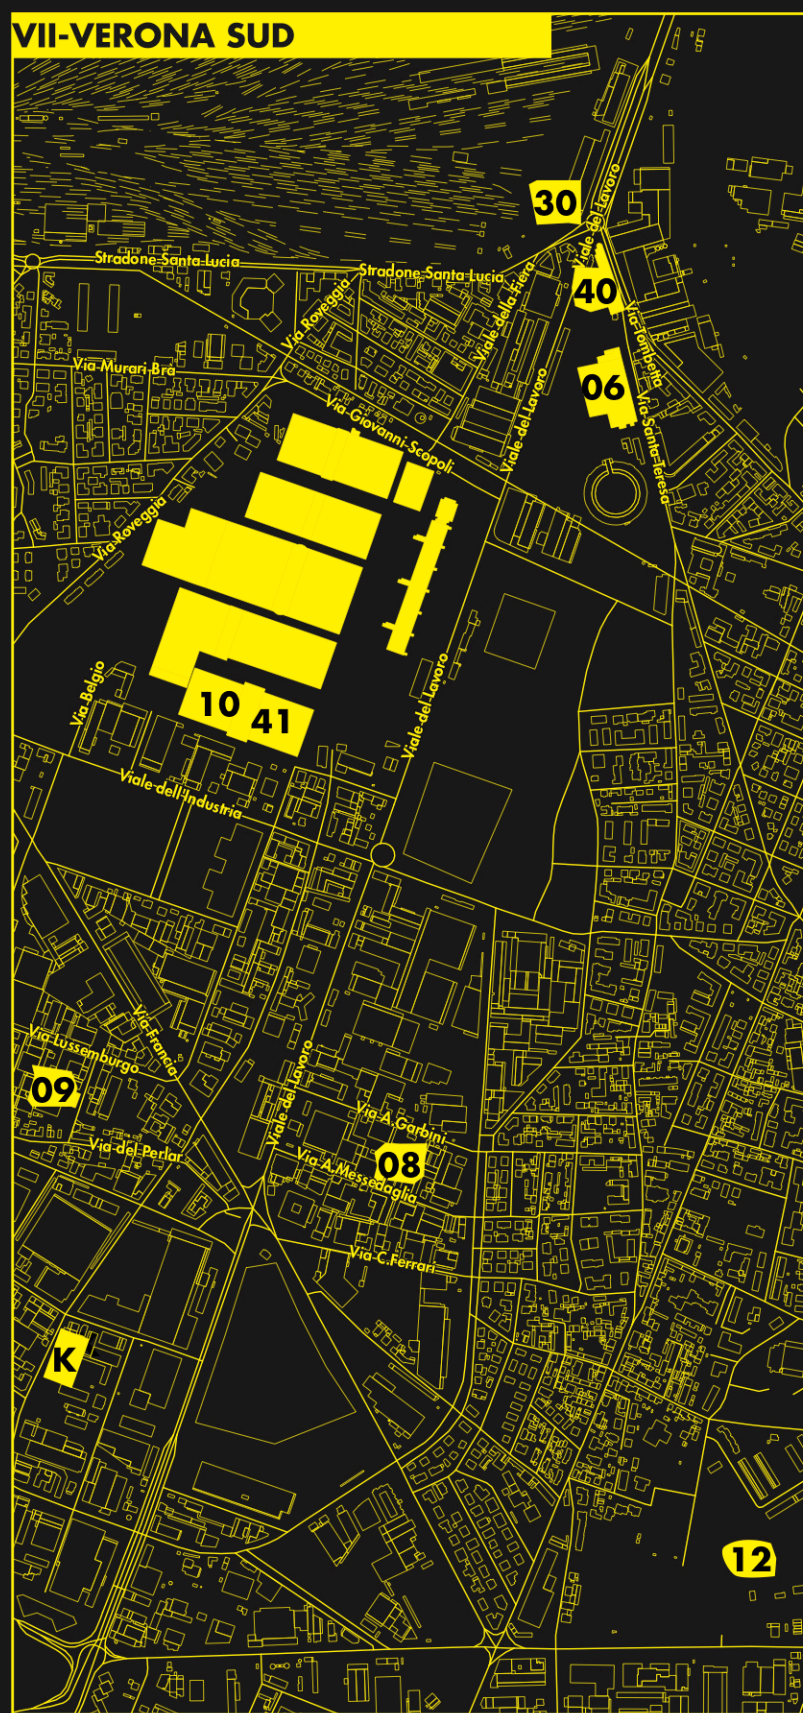 VII-VERONA SUD
30
Viale del Lavoro
Stradone Santa Lucia
Stradone Santa Lucia
40
Via Roveggia
Viale della Fiera
Via Tombetta
Via Murari Brà
06
Viale del Lavoro
Via Giovanni Scopoli
Via Santa Teresa
Via Roveggia
Via Belgio
10
41
Viale del Lavoro
Viale dell'Industria
Via Francia
Via Lussemburgo
Viale del Lavoro
09
Via A.Garbini
Via del Perlar
08
Via A.Messedaglia
Via C.Ferrari
K
12